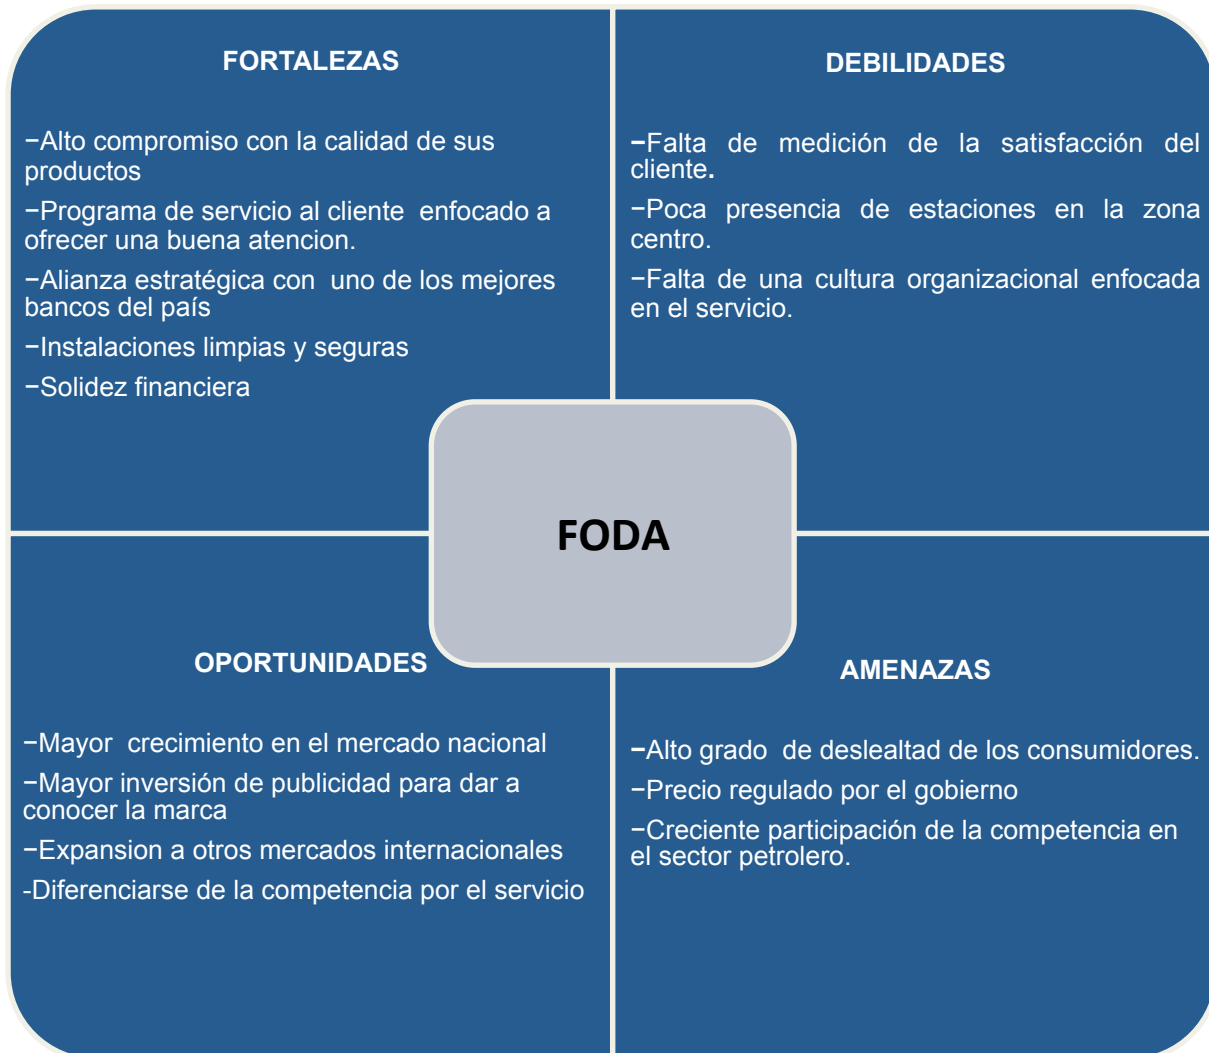 FORTALEZAS
−Alto compromiso con la calidad de sus
productos
−Programa de servicio al cliente  enfocado a
ofrecer una buena atencion.
−Alianza estratégica con  uno de los mejores
bancos del país
−Instalaciones limpias y seguras
−Solidez financiera
DEBILIDADES
−Falta de medición de la satisfacción del
cliente.
−Poca presencia de estaciones en la zona
centro.
−Falta de una cultura organizacional enfocada
en el servicio.
FODA
OPORTUNIDADES
−Mayor  crecimiento en el mercado nacional
−Mayor inversión de publicidad para dar a
conocer la marca
−Expansion a otros mercados internacionales
-Diferenciarse de la competencia por el servicio
AMENAZAS
−Alto grado  de deslealtad de los consumidores.
−Precio regulado por el gobierno
−Creciente participación de la competencia en
el sector petrolero.